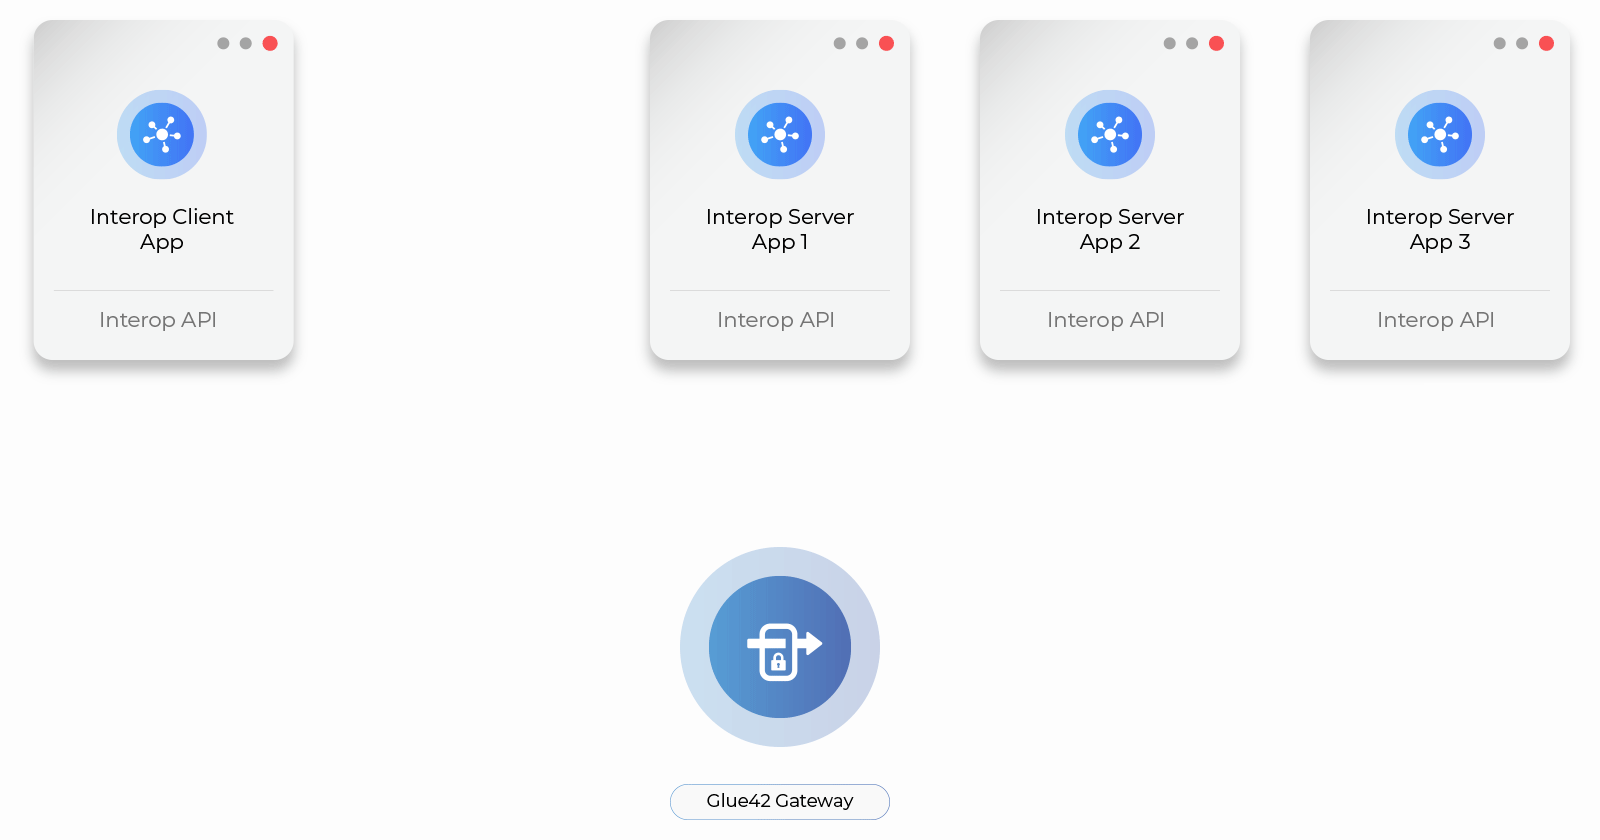 Interop Client
App
Interop API
Interop Server
App 1
Interop API
Interop Server
App 2
Interop API
Interop Server
App 3
Interop API
Glue42 Gateway